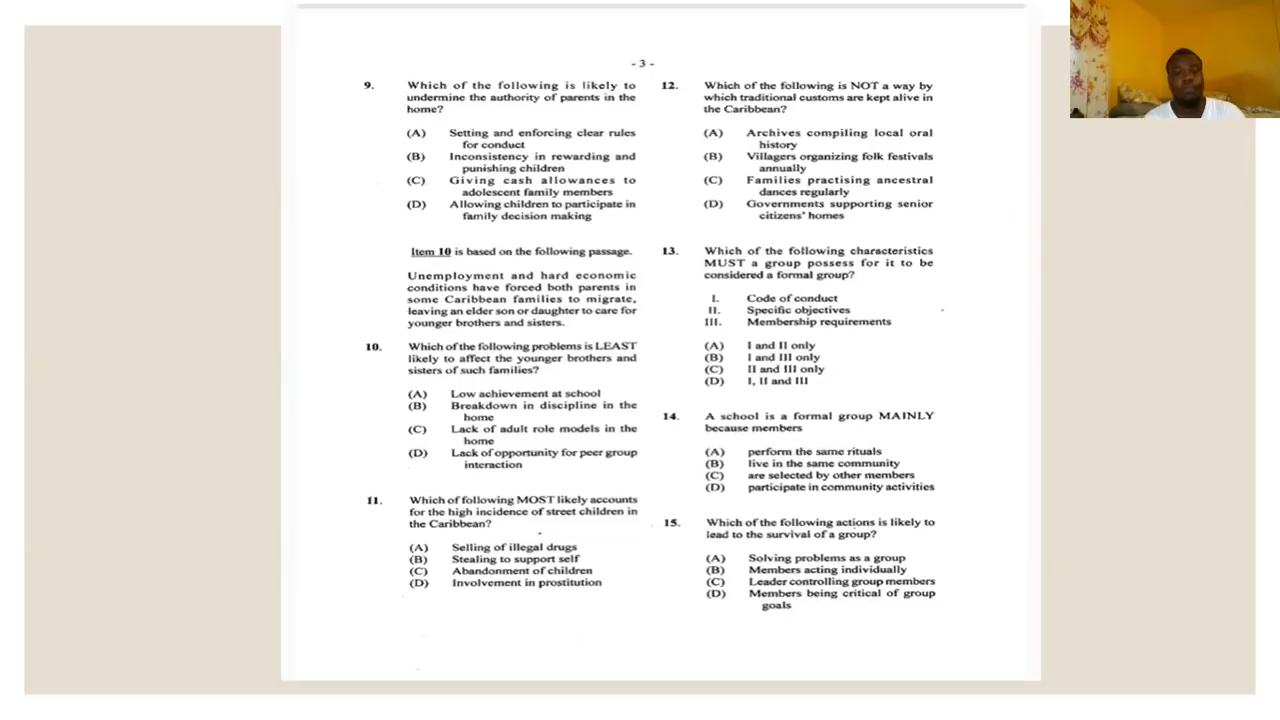 - 3 -
9. Which of the following is likely to
undermine the authority of parents in the
home?
(A) Setting and enforcing clear rules
for conduct
(B) Inconsistency in rewarding and
punishing children
(C) Giving cash allowances to
adolescent family members
(D) Allowing children to participate in
family decision making
Item 10 is based on the following passage.
Unemployment and hard economic
conditions have forced both parents in
some Caribbean families to migrate,
leaving an elder son or daughter to care for
younger brothers and sisters.
10. Which of the following problems is LEAST
likely to affect the younger brothers and
sisters of such families?
(A) Low achievement at school
(B) Breakdown in discipline in the
home
(C) Lack of adult role models in the
home
(D) Lack of opportunity for peer group
interaction
11. Which of following MOST likely accounts
for the high incidence of street children in
the Caribbean?
(A) Selling of illegal drugs
(B) Stealing to support self
(C) Abandonment of children
(D) Involvement in prostitution
12. Which of the following is NOT a way by
which traditional customs are kept alive in
the Caribbean?
(A) Archives compiling local oral
history
(B) Villagers organizing folk festivals
annually
(C) Families practising ancestral
dances regularly
(D) Governments supporting senior
citizens' homes
13. Which of the following characteristics
MUST a group possess for it to be
considered a formal group?
I. Code of conduct
II. Specific objectives
III. Membership requirements
(A) I and II only
(B) I and III only
(C) II and III only
(D) I, II and III
14. A school is a formal group MAINLY
because members
(A) perform the same rituals
(B) live in the same community
(C) are selected by other members
(D) participate in community activities
15. Which of the following actions is likely to
lead to the survival of a group?
(A) Solving problems as a group
(B) Members acting individually
(C) Leader controlling group members
(D) Members being critical of group
goals